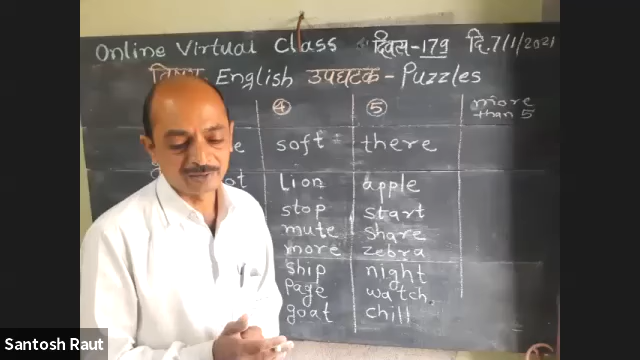 Online Virtual Class दिवस-179 दि.7/1/2021
विषय English उपघटक - Puzzles
④ ⑤ more than 5
soft there
Lion apple
stop start
mute share
more zebra
ship night
Page watch,
goat chill
Santosh Raut